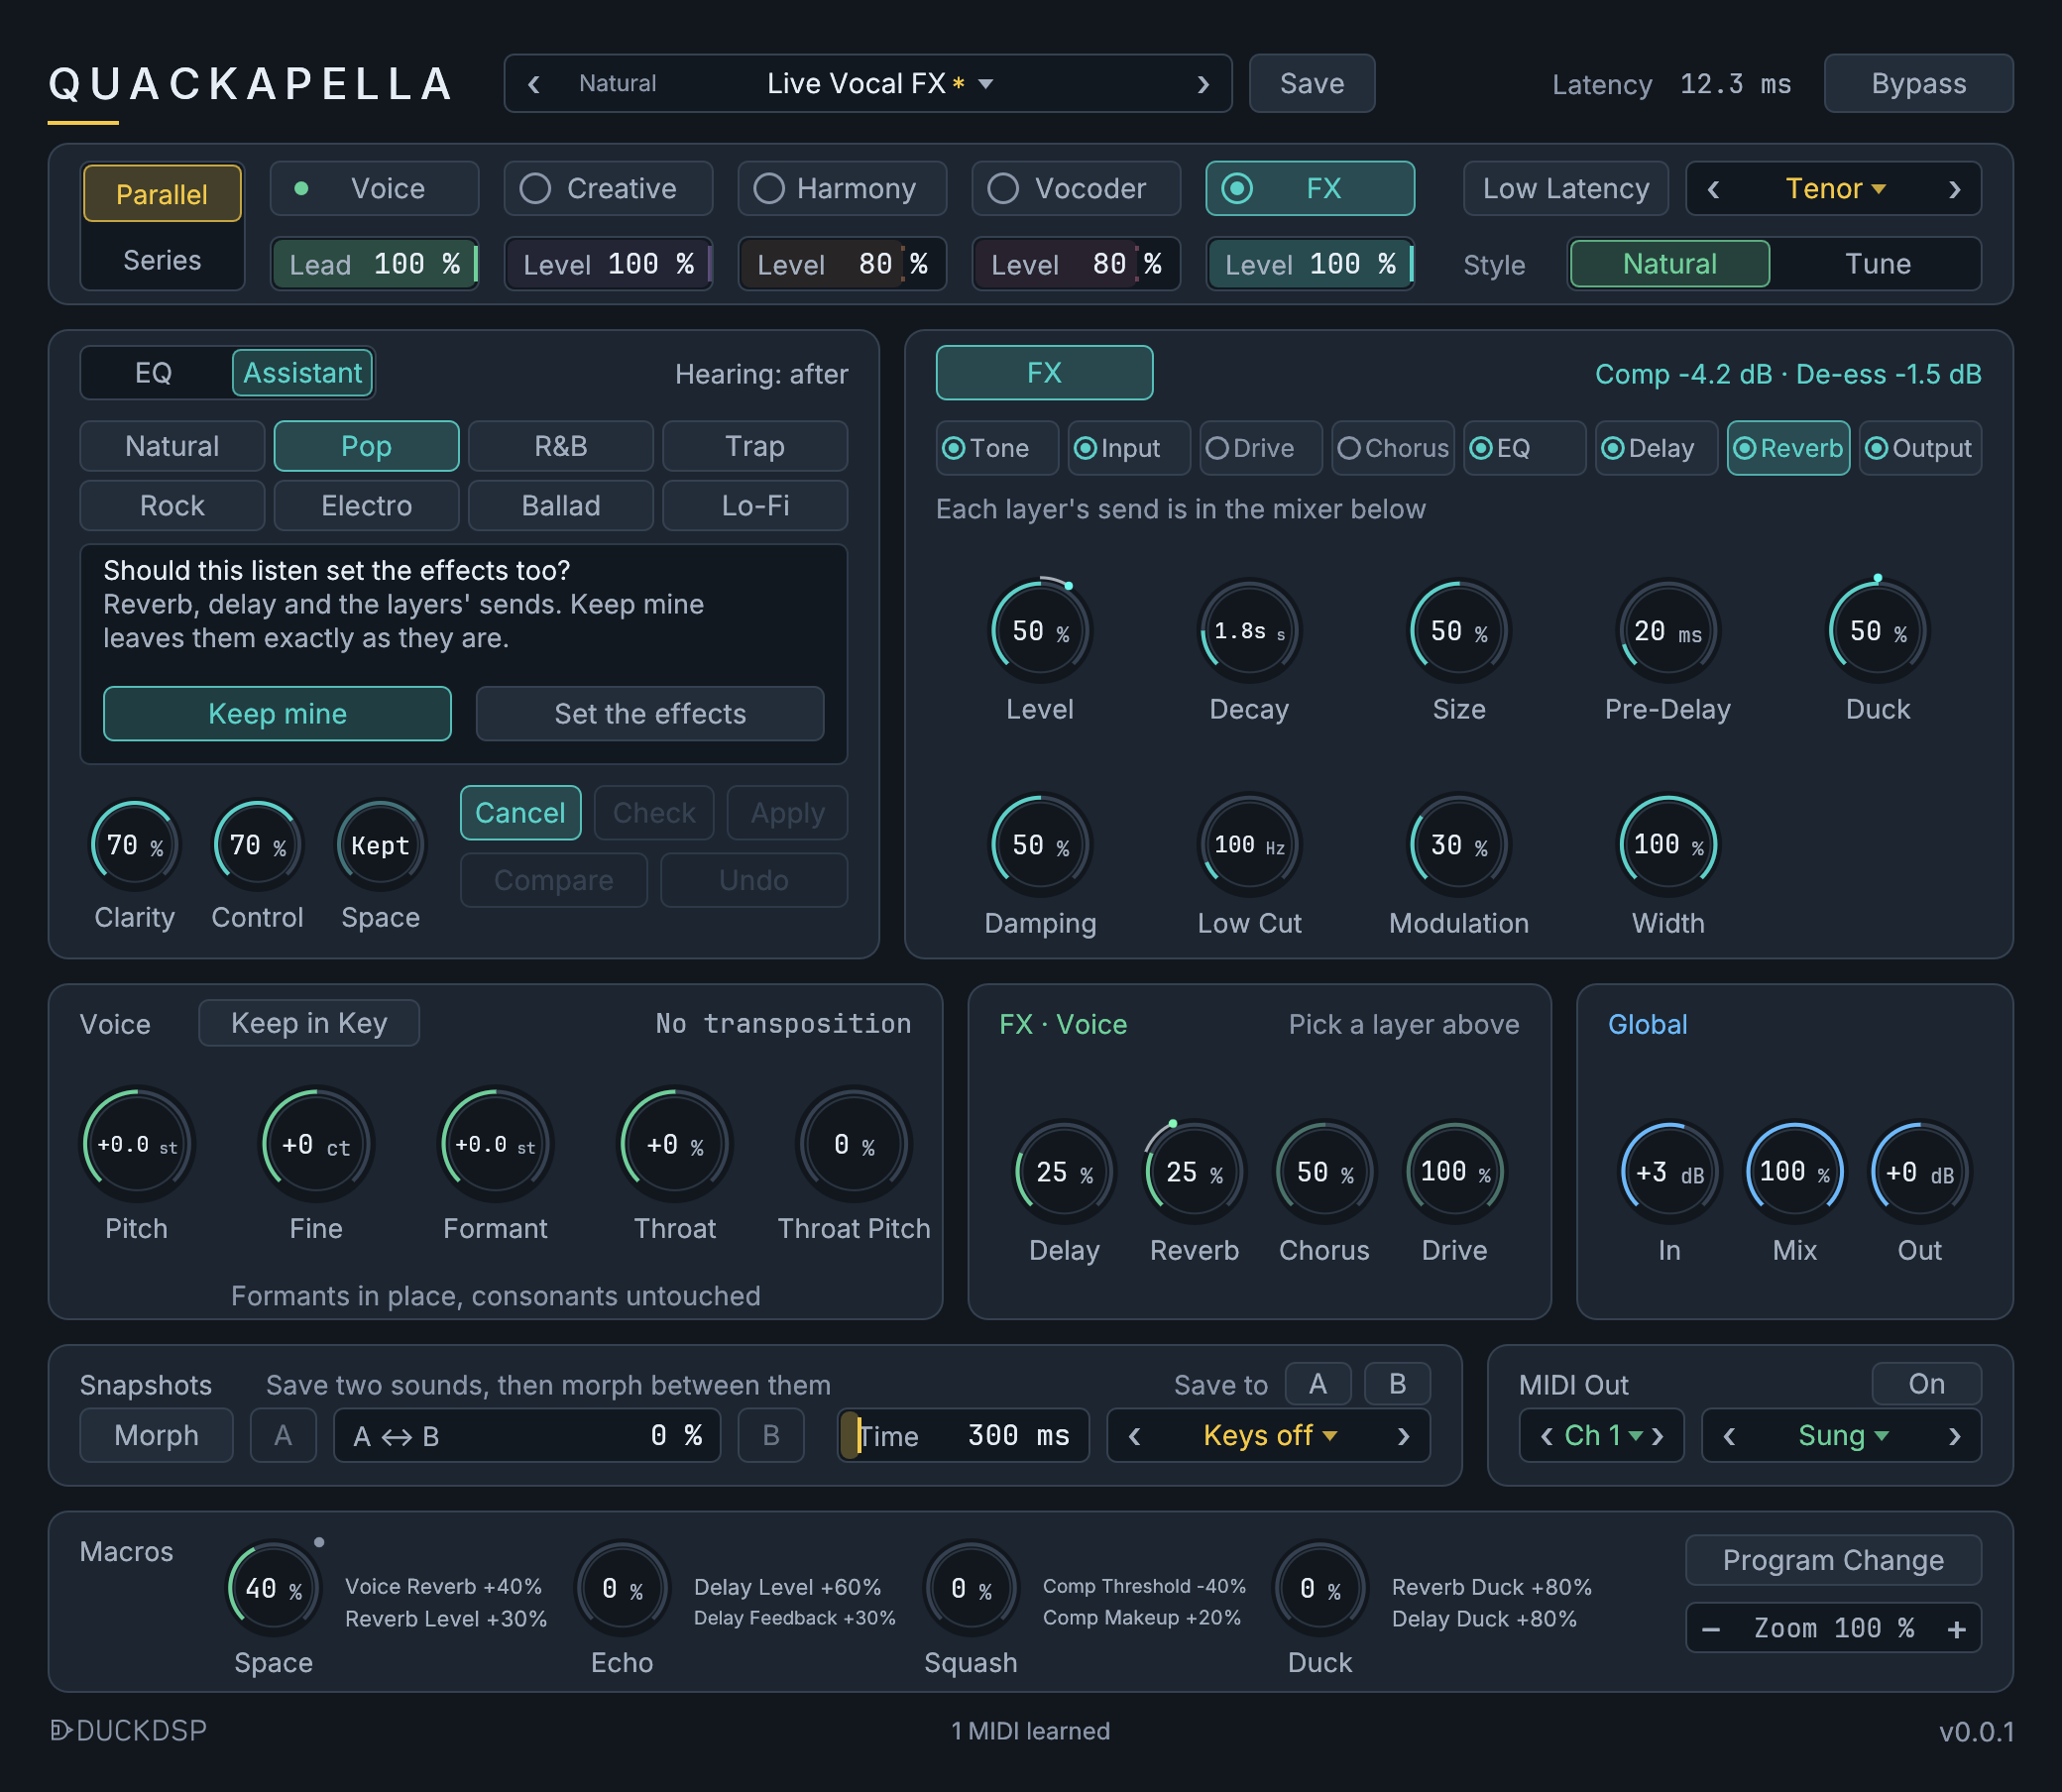 QUACKAPELLA
‹ Natural Live Vocal FX * ›
Save
Latency 12.3 ms
Bypass
Parallel
Voice
Creative
Harmony
Vocoder
FX
Low Latency
‹ Tenor ›
Series
Lead 100 %
Level 100 %
Level 80 %
Level 80 %
Level 100 %
Style
Natural
Tune
EQ
Assistant
Hearing: after
Natural
Pop
R&B
Trap
Rock
Electro
Ballad
Lo-Fi
Should this listen set the effects too?
Reverb, delay and the layers' sends. Keep mine
leaves them exactly as they are.
Keep mine
Set the effects
70 %
70 %
Kept
Clarity
Control
Space
Cancel
Check
Apply
Compare
Undo
FX
Comp -4.2 dB · De-ess -1.5 dB
Tone
Input
Drive
Chorus
EQ
Delay
Reverb
Output
Each layer's send is in the mixer below
50 %
1.8s s
50 %
20 ms
50 %
Level
Decay
Size
Pre-Delay
Duck
50 %
100 Hz
30 %
100 %
Damping
Low Cut
Modulation
Width
Voice
Keep in Key
No transposition
+0.0 st
+0 ct
+0.0 st
+0 %
0 %
Pitch
Fine
Formant
Throat
Throat Pitch
Formants in place, consonants untouched
FX · Voice
Pick a layer above
25 %
25 %
50 %
100 %
Delay
Reverb
Chorus
Drive
Global
+3 dB
100 %
+0 dB
In
Mix
Out
Snapshots
Save two sounds, then morph between them
Save to
A
B
Morph
A
A ↔ B 0 %
B
Time 300 ms
‹ Keys off ›
MIDI Out
On
‹ Ch 1 ›
‹ Sung ›
Macros
40 %
Space
Voice Reverb +40%
Reverb Level +30%
0 %
Echo
Delay Level +60%
Delay Feedback +30%
0 %
Squash
Comp Threshold -40%
Comp Makeup +20%
0 %
Duck
Reverb Duck +80%
Delay Duck +80%
Program Change
− Zoom 100 % +
DUCKDSP
1 MIDI learned
v0.0.1